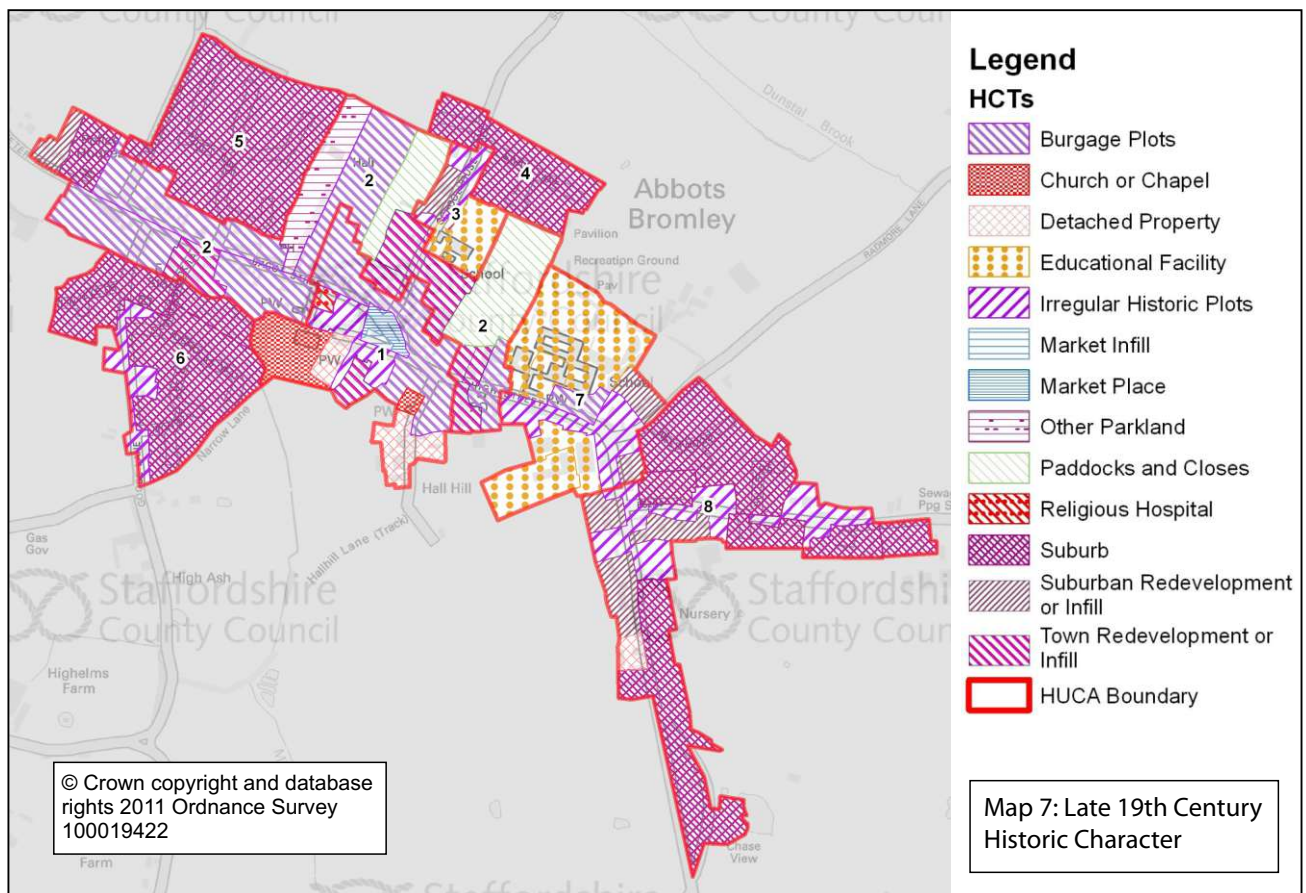 Staffordshire
County Council
Dunstal Brook
Abbots
Bromley
RADMORE LANE
Pavilion
Recreation Ground
Pav
Hall
School
School
PW
PW
PW
PW
5
2
4
3
2
2
1
6
7
8
Narrow Lane
Hall Hill
Hallhill Lane (Track)
Gas
Gov
High Ash
Staffordshire
County Council
Nursery
Highelms
Farm
Farm
Chase
View
Legend
HCTs
Burgage Plots
Church or Chapel
Detached Property
Educational Facility
Irregular Historic Plots
Market Infill
Market Place
Other Parkland
Paddocks and Closes
Religious Hospital
Suburb
Suburban Redevelopment
or Infill
Town Redevelopment or
Infill
HUCA Boundary
© Crown copyright and database
rights 2011 Ordnance Survey
100019422
Map 7: Late 19th Century
Historic Character